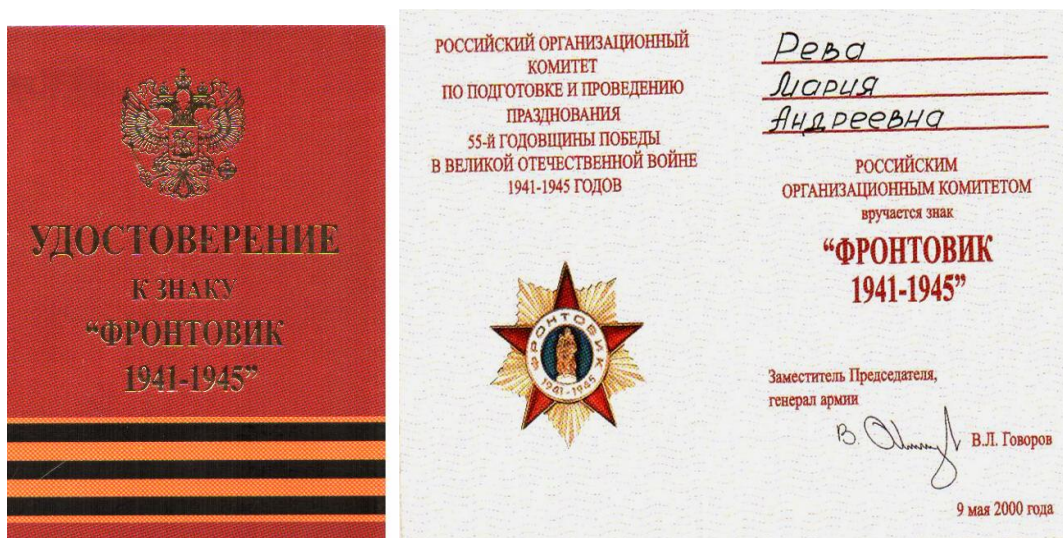 УДОСТОВЕРЕНИЕ
К ЗНАКУ
“ФРОНТОВИК
1941-1945”
РОССИЙСКИЙ ОРГАНИЗАЦИОННЫЙ
КОМИТЕТ
ПО ПОДГОТОВКЕ И ПРОВЕДЕНИЮ
ПРАЗДНОВАНИЯ
55-й ГОДОВЩИНЫ ПОБЕДЫ
В ВЕЛИКОЙ ОТЕЧЕСТВЕННОЙ ВОЙНЕ
1941-1945 ГОДОВ
ФРОНТОВИК
1941-1945
Рева
Мария
Андреевна
РОССИЙСКИМ
ОРГАНИЗАЦИОННЫМ КОМИТЕТОМ
вручается знак
“ФРОНТОВИК
1941-1945”
Заместитель Председателя,
генерал армии
В.Л. Говоров
9 мая 2000 года